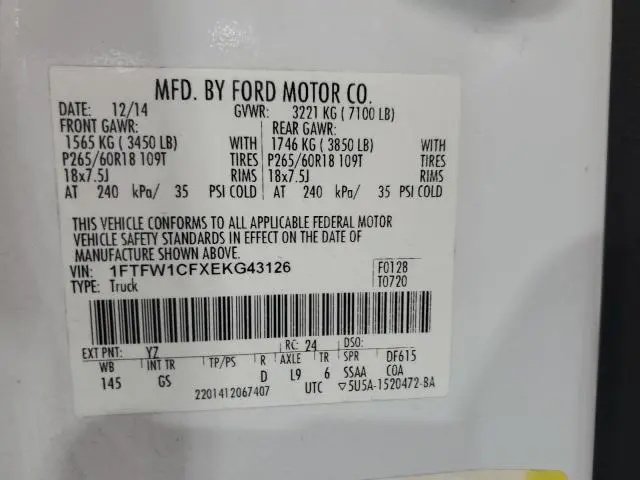 MFD. BY FORD MOTOR CO.
DATE: 12/14 GVWR: 3221 KG ( 7100 LB)
FRONT GAWR: REAR GAWR:
1565 KG ( 3450 LB) WITH 1746 KG ( 3850 LB) WITH
P265/60R18 109T TIRES P265/60R18 109T TIRES
18x7.5J RIMS 18x7.5J RIMS
AT 240 kPa/ 35 PSI COLD AT 240 kPa/ 35 PSI COLD
THIS VEHICLE CONFORMS TO ALL APPLICABLE FEDERAL MOTOR
VEHICLE SAFETY STANDARDS IN EFFECT ON THE DATE OF
MANUFACTURE SHOWN ABOVE.
VIN: 1FTFW1CFXEKG43126 F0128
TYPE: Truck T0720
EXT PNT: YZ RC: 24 DSO:
WB INT TR TP/PS R AXLE TR SPR DF615
145 GS D L9 6 SSAA COA
2201412067407 UTC ▽5U5A-1520472-BA